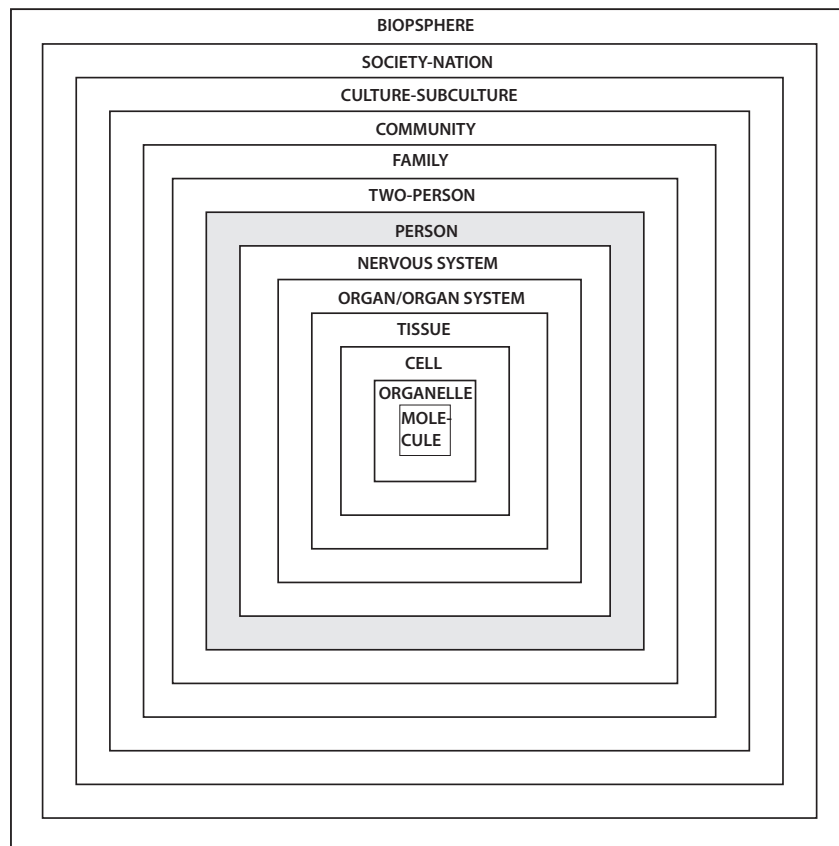 BIOPSPHERE
SOCIETY-NATION
CULTURE-SUBCULTURE
COMMUNITY
FAMILY
TWO-PERSON
PERSON
NERVOUS SYSTEM
ORGAN/ORGAN SYSTEM
TISSUE
CELL
ORGANELLE
MOLE-
CULE